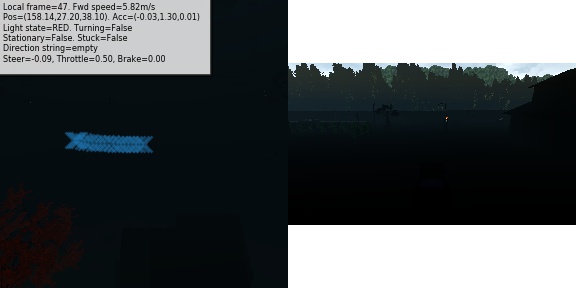 Local frame=47. Fwd speed=5.82m/s
Pos=(158.14,27.20,38.10). Acc=(-0.03,1.30,0.01)
Light state=RED. Turning=False
Stationary=False. Stuck=False
Direction string=empty
Steer=-0.09, Throttle=0.50, Brake=0.00